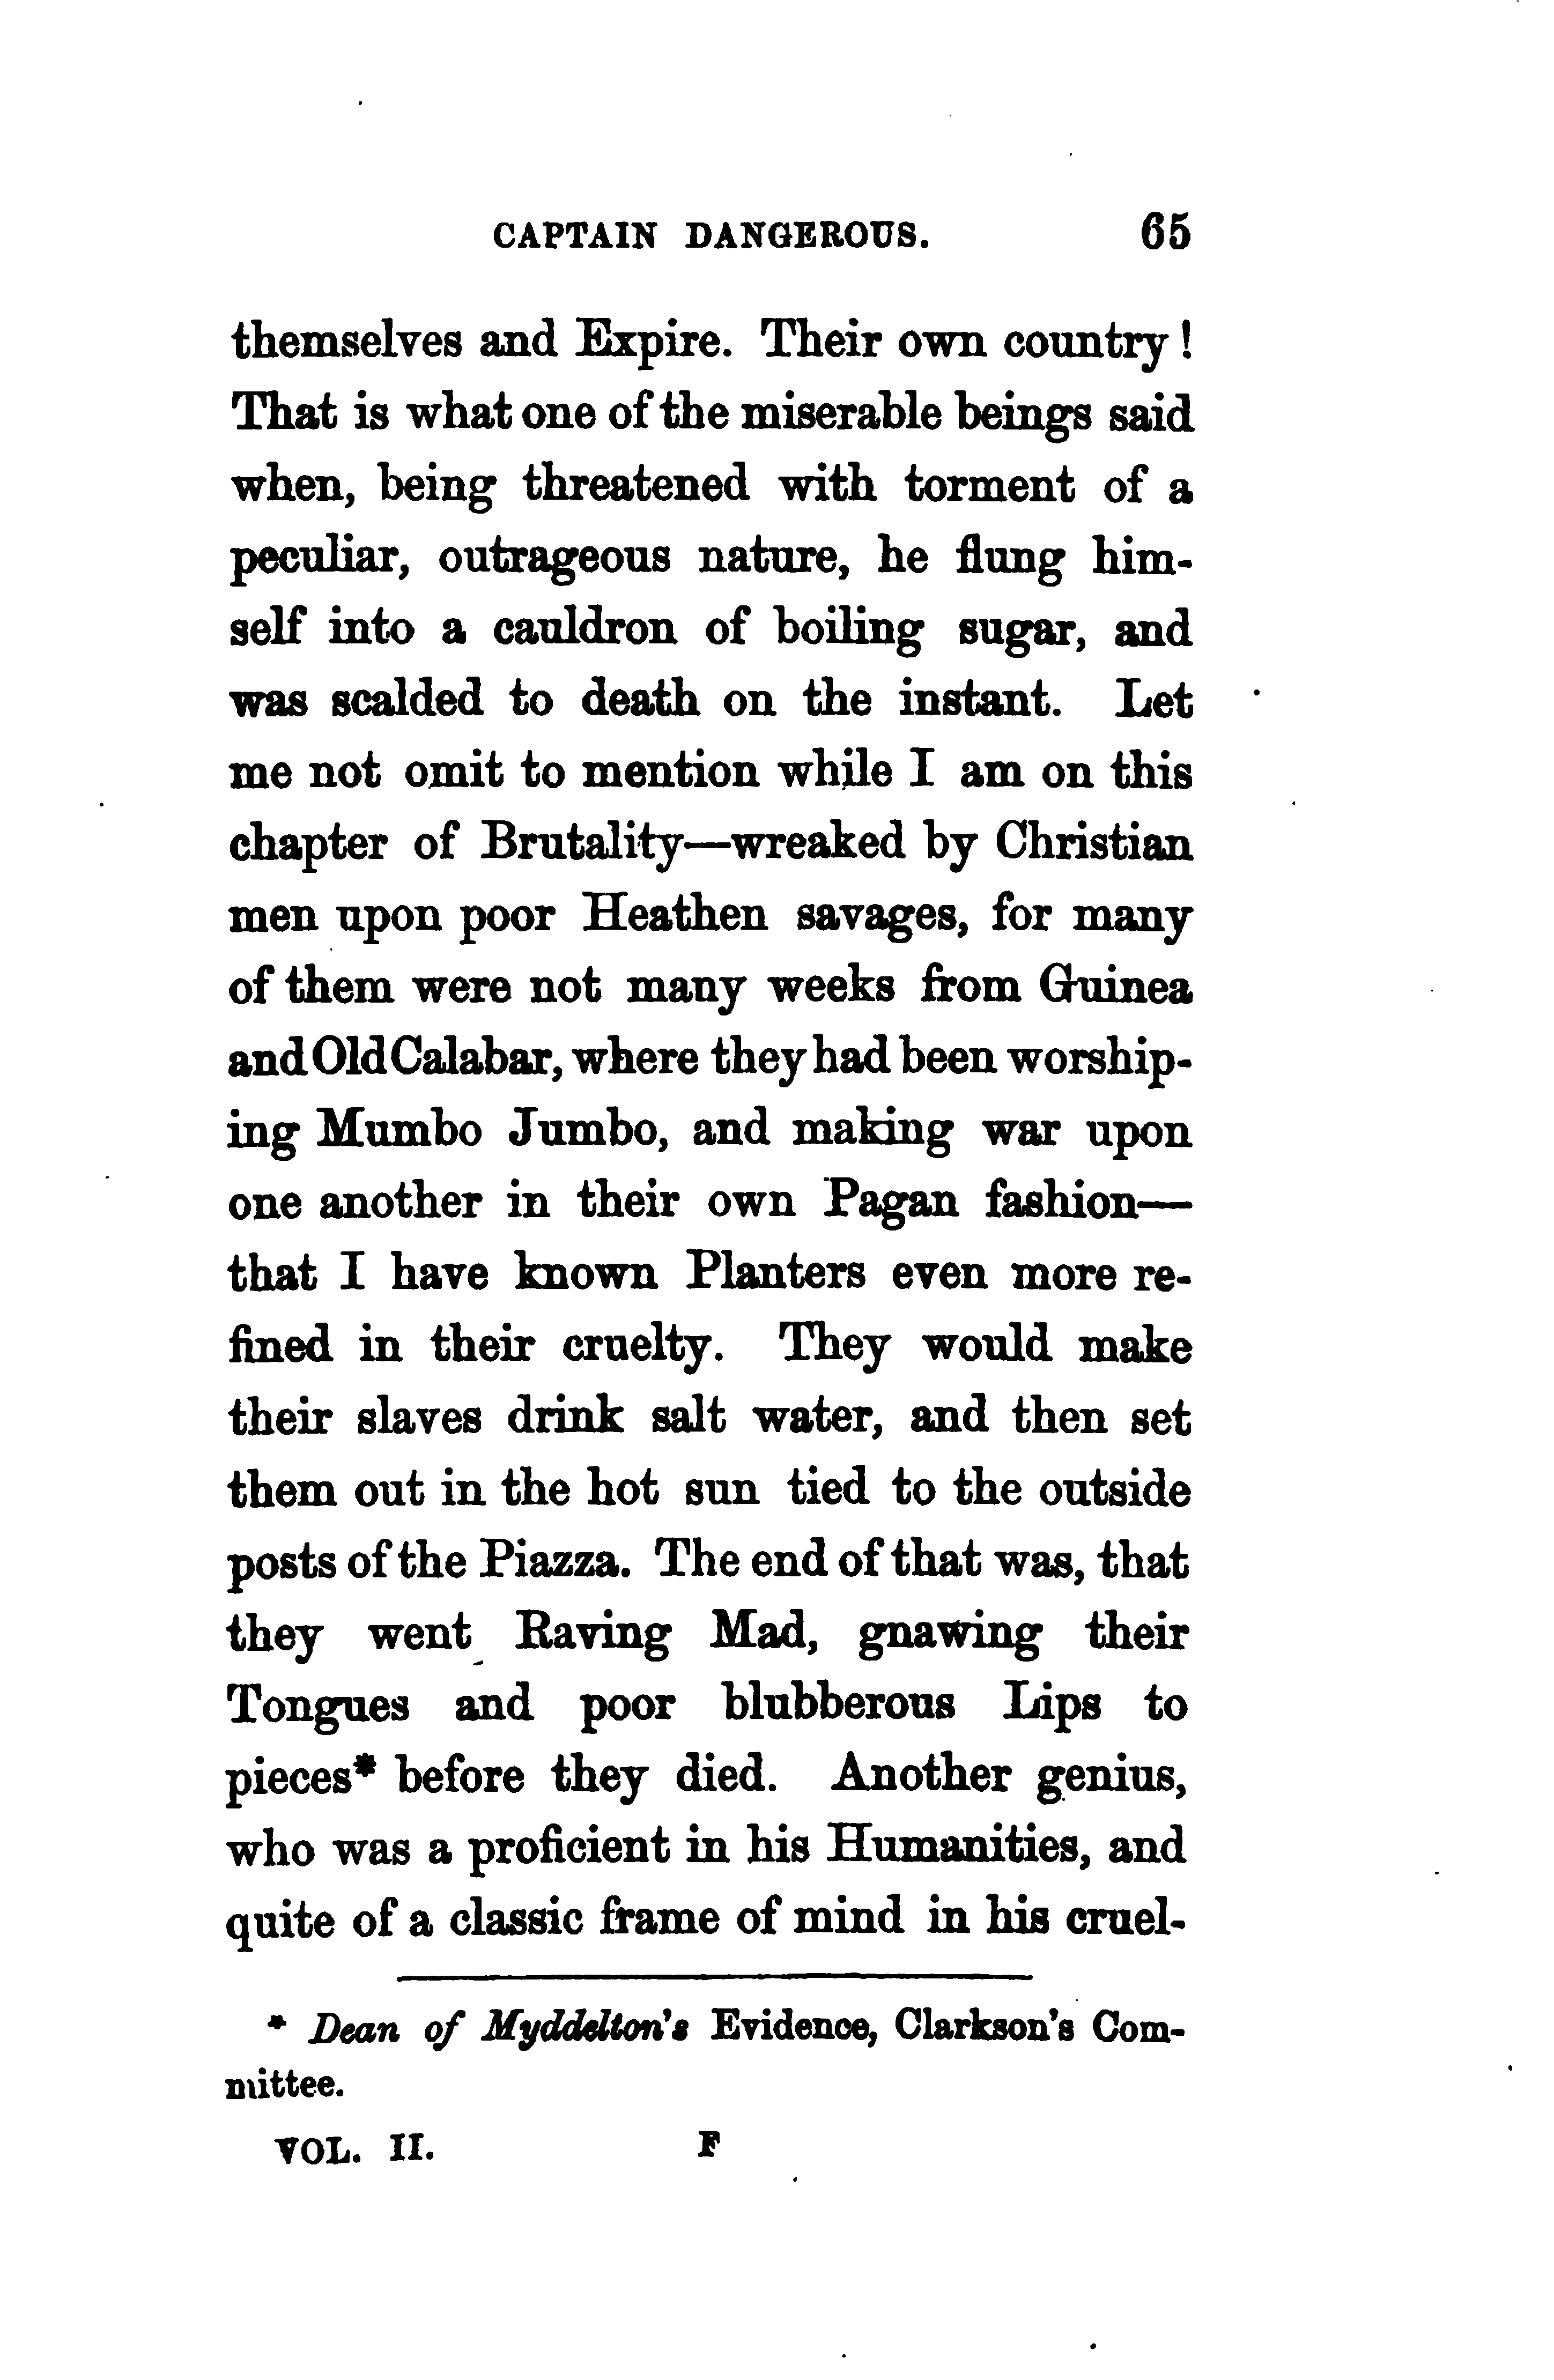 CAPTAIN DANGEROUS. 65
themselves and Expire. Their own country!
That is what one of the miserable beings said
when, being threatened with torment of a
peculiar, outrageous nature, he flung him-
self into a cauldron of boiling sugar, and
was scalded to death on the instant. Let
me not omit to mention while I am on this
chapter of Brutality—wreaked by Christian
men upon poor Heathen savages, for many
of them were not many weeks from Guinea
and Old Calabar, where they had been worship-
ing Mumbo Jumbo, and making war upon
one another in their own Pagan fashion—
that I have known Planters even more re-
fined in their cruelty. They would make
their slaves drink salt water, and then set
them out in the hot sun tied to the outside
posts of the Piazza. The end of that was, that
they went Raving Mad, gnawing their
Tongues and poor blubberous Lips to
pieces* before they died. Another genius,
who was a proficient in his Humanities, and
quite of a classic frame of mind in his cruel-
* Dean of Myddelton's Evidence, Clarkson's Com-
mittee.
VOL. II. F